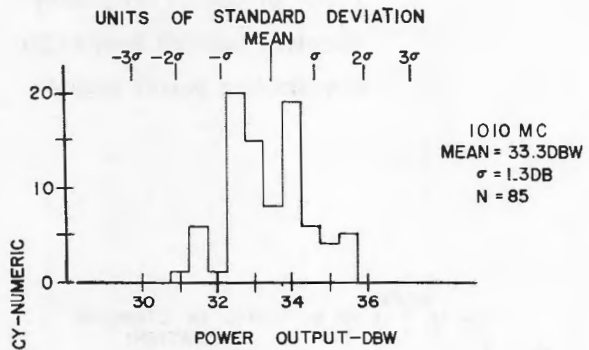 UNITS OF STANDARD DEVIATION
MEAN
-3σ -2σ -σ σ 2σ 3σ
20
10
0
30 32 34 36
POWER OUTPUT-DBW
CY-NUMERIC
1010 MC
MEAN = 33.3DBW
σ = 1.3DB
N = 85